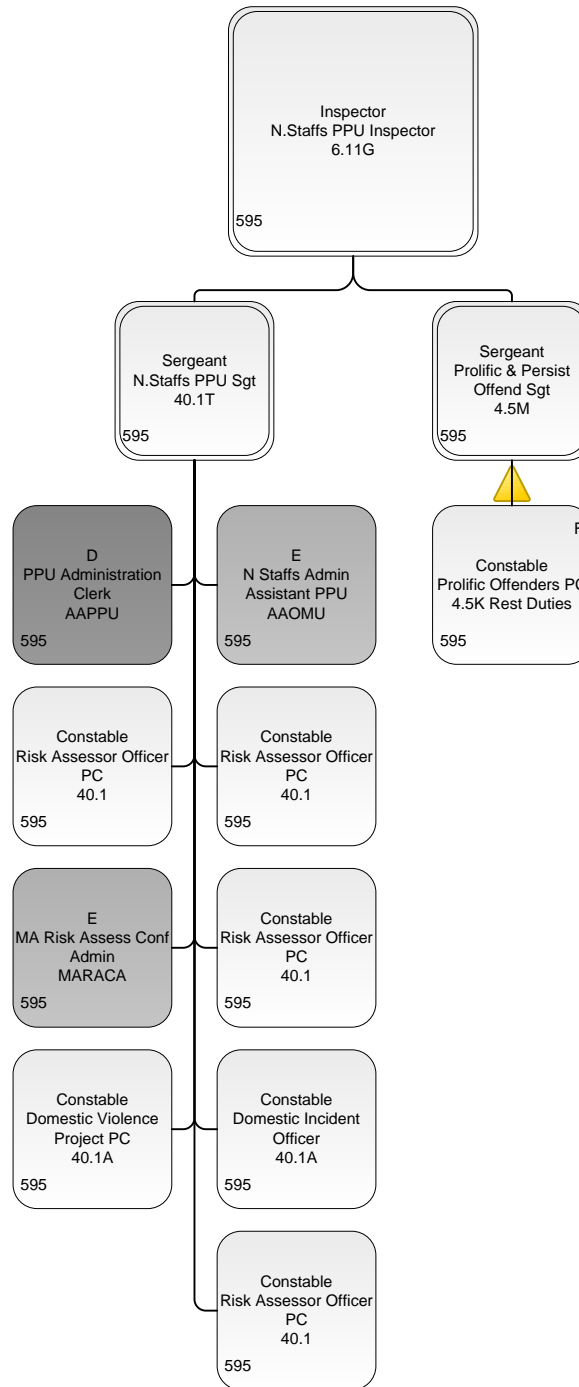 Inspector
N.Staffs PPU Inspector
6.11G
595
Sergeant
N.Staffs PPU Sgt
40.1T
595
Sergeant
Prolific & Persist
Offend Sgt
4.5M
595
D
PPU Administration
Clerk
AAPPU
595
E
N Staffs Admin
Assistant PPU
AAOMU
595
F
Constable
Prolific Offenders PC
4.5K Rest Duties
595
Constable
Risk Assessor Officer
PC
40.1
595
Constable
Risk Assessor Officer
PC
40.1
595
E
MA Risk Assess Conf
Admin
MARACA
595
Constable
Risk Assessor Officer
PC
40.1
595
Constable
Domestic Violence
Project PC
40.1A
595
Constable
Domestic Incident
Officer
40.1A
595
Constable
Risk Assessor Officer
PC
40.1
595